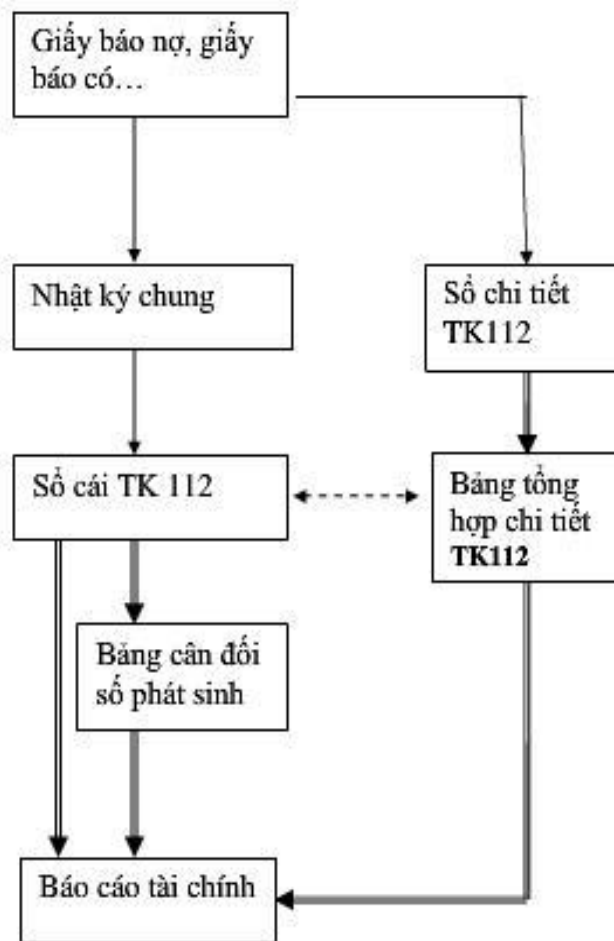 Giấy báo nợ, giấy
báo có…
Nhật ký chung
Sổ chi tiết
TK112
Sổ cái TK 112
Bảng tổng
hợp chi tiết
TK112
Bảng cân đối
số phát sinh
Báo cáo tài chính